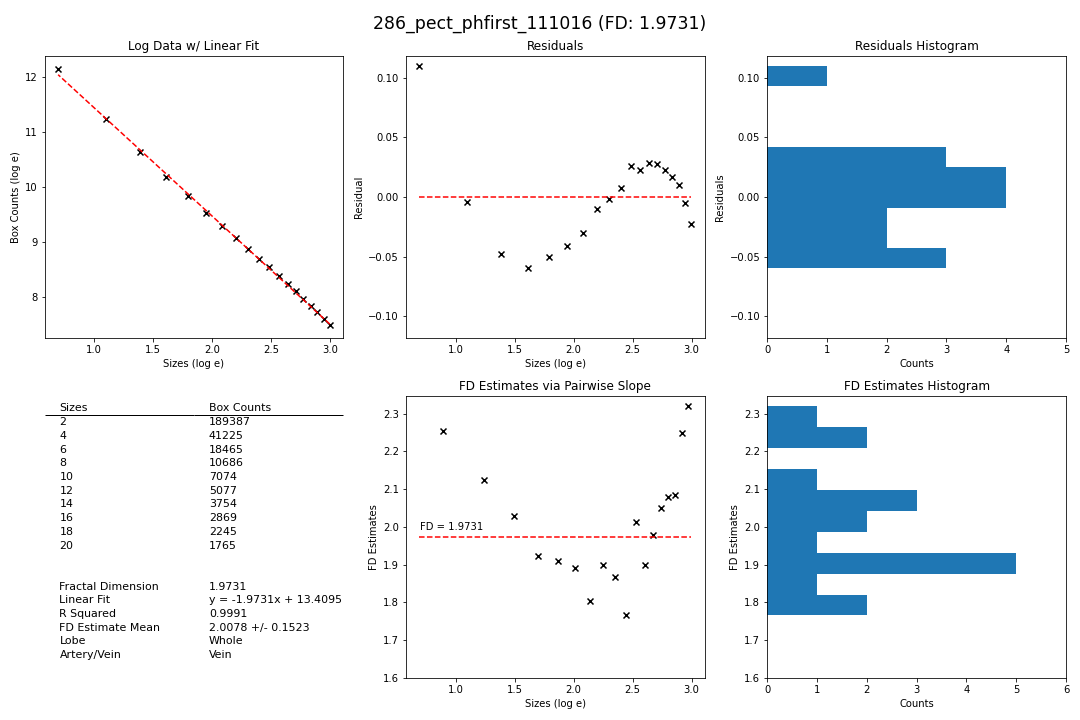 286_pect_phfirst_111016 (FD: 1.9731)
Log Data w/ Linear Fit
Box Counts (log e)
12
11
10
9
8
1.0 1.5 2.0 2.5 3.0
Sizes (log e)
Residuals
Residual
0.10
0.05
0.00
−0.05
−0.10
1.0 1.5 2.0 2.5 3.0
Sizes (log e)
Residuals Histogram
Residuals
0.10
0.05
0.00
−0.05
−0.10
0 1 2 3 4 5
Counts
Sizes Box Counts
2 189387
4 41225
6 18465
8 10686
10 7074
12 5077
14 3754
16 2869
18 2245
20 1765
Fractal Dimension 1.9731
Linear Fit y = -1.9731x + 13.4095
R Squared 0.9991
FD Estimate Mean 2.0078 +/- 0.1523
Lobe Whole
Artery/Vein Vein
FD Estimates via Pairwise Slope
FD Estimates
2.3
2.2
2.1
2.0
1.9
1.8
1.7
1.6
FD = 1.9731
1.0 1.5 2.0 2.5 3.0
Sizes (log e)
FD Estimates Histogram
FD Estimates
2.3
2.2
2.1
2.0
1.9
1.8
1.7
1.6
0 1 2 3 4 5 6
Counts